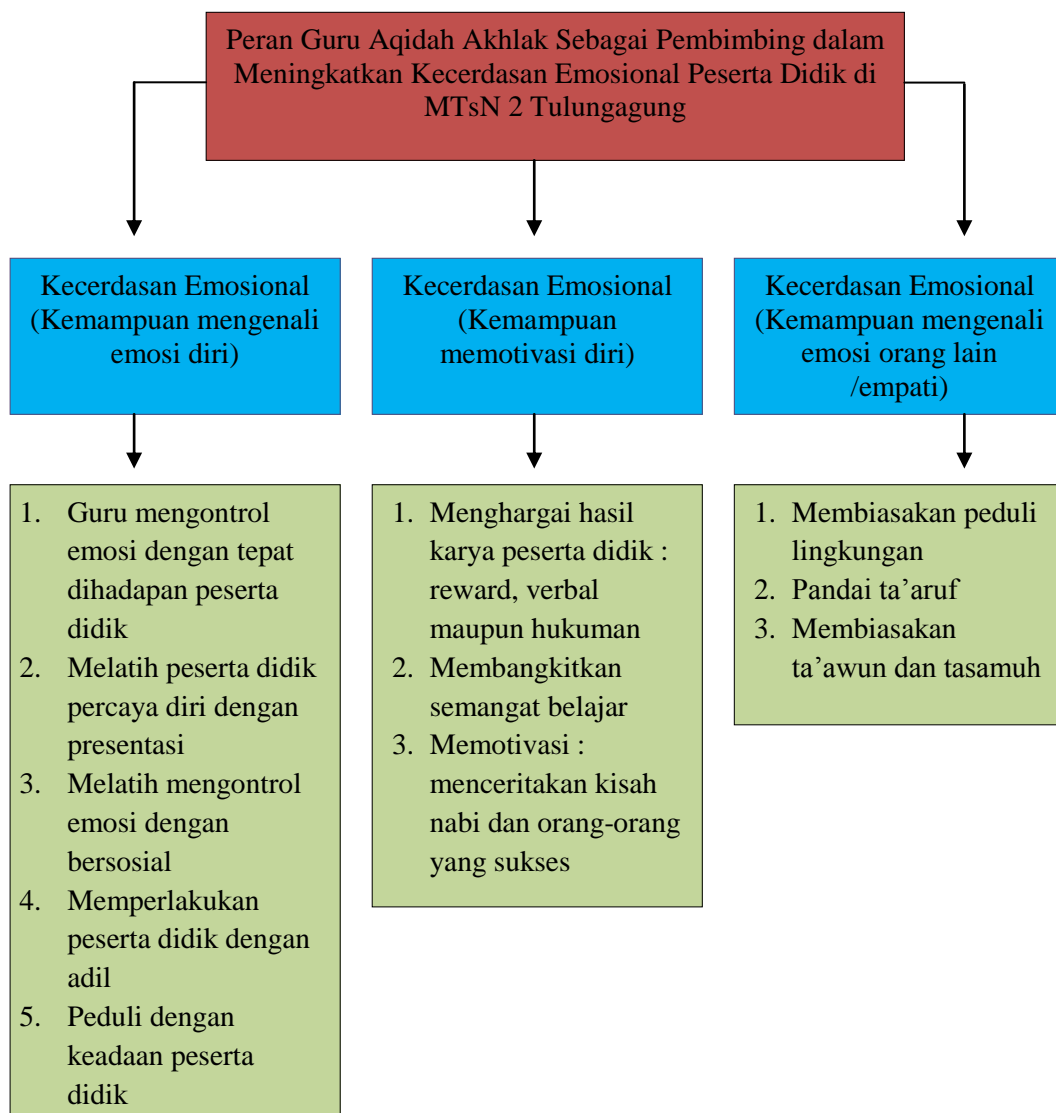 Peran Guru Aqidah Akhlak Sebagai Pembimbing dalam
Meningkatkan Kecerdasan Emosional Peserta Didik di
MTsN 2 Tulungagung
Kecerdasan Emosional
(Kemampuan mengenali
emosi diri)
Kecerdasan Emosional
(Kemampuan
memotivasi diri)
Kecerdasan Emosional
(Kemampuan mengenali
emosi orang lain
/empati)
1. Guru mengontrol
emosi dengan tepat
dihadapan peserta
didik
2. Melatih peserta didik
percaya diri dengan
presentasi
3. Melatih mengontrol
emosi dengan
bersosial
4. Memperlakukan
peserta didik dengan
adil
5. Peduli dengan
keadaan peserta
didik
1. Menghargai hasil
karya peserta didik :
reward, verbal
maupun hukuman
2. Membangkitkan
semangat belajar
3. Memotivasi :
menceritakan kisah
nabi dan orang-orang
yang sukses
1. Membiasakan peduli
lingkungan
2. Pandai ta’aruf
3. Membiasakan
ta’awun dan tasamuh